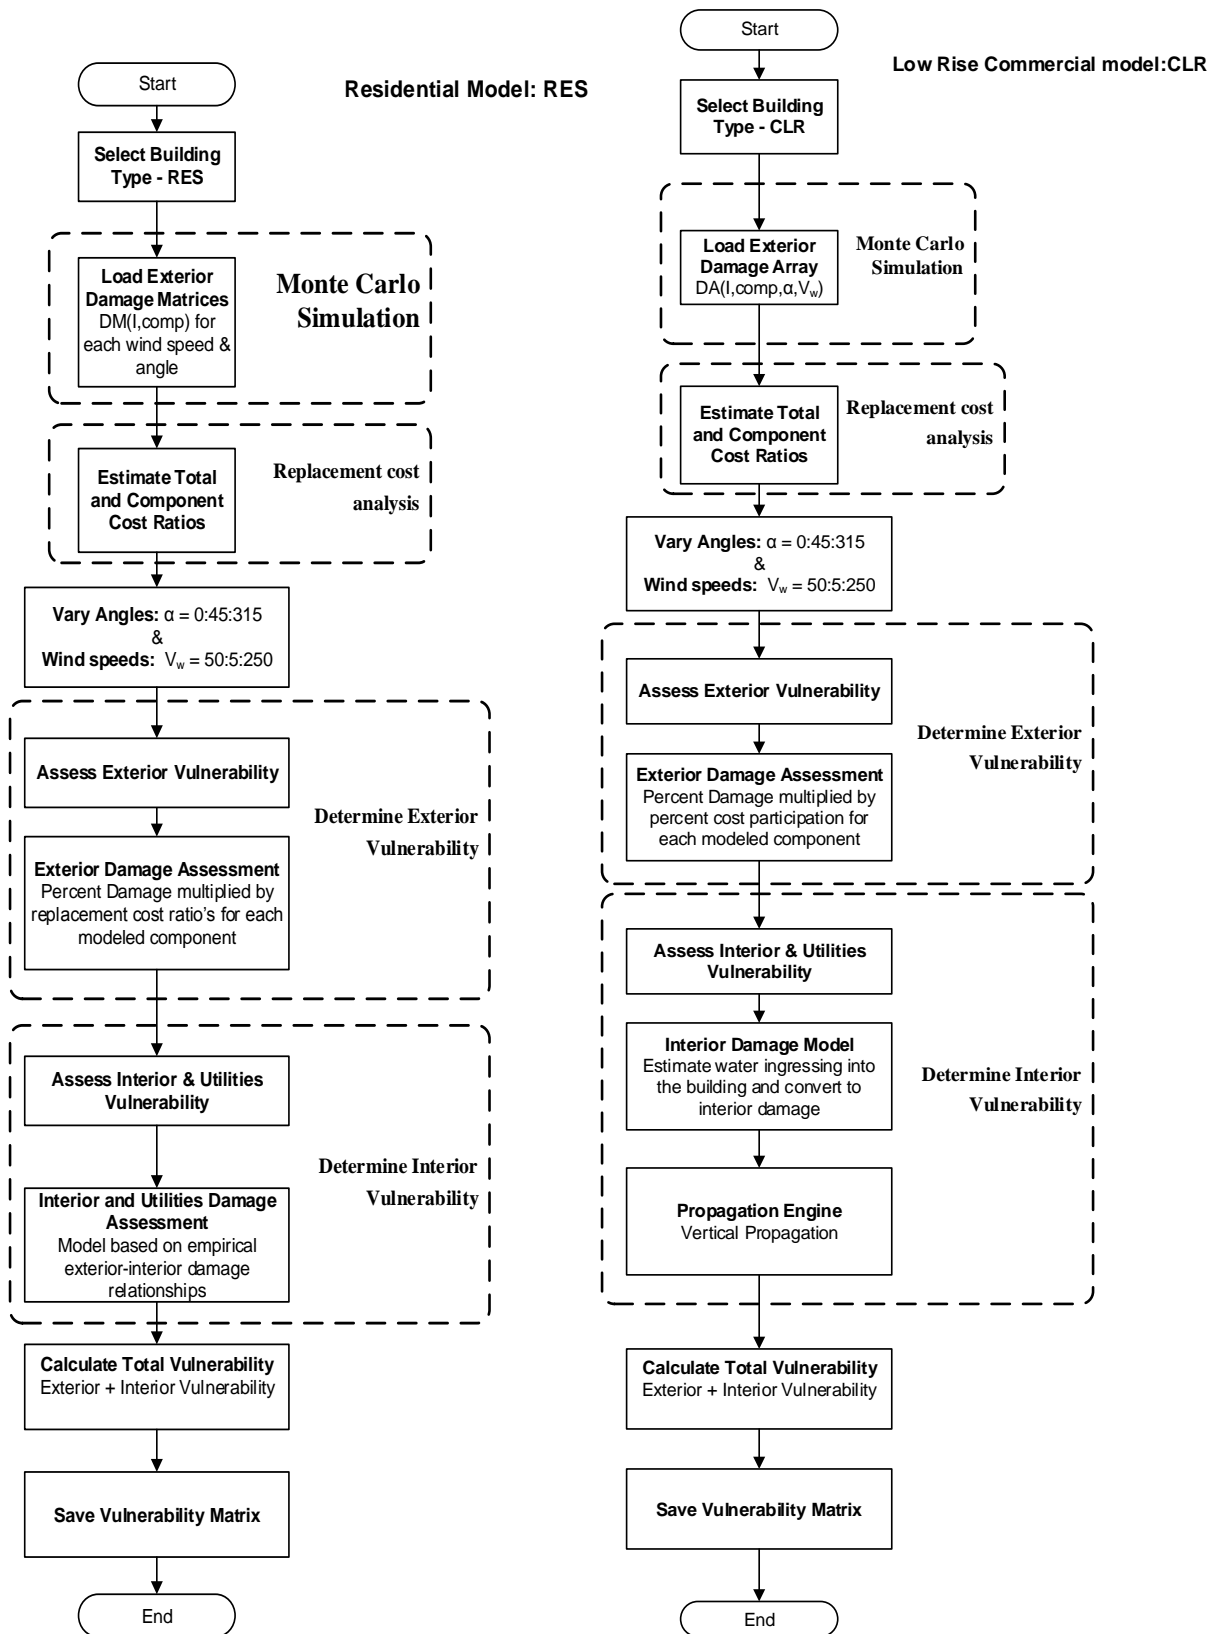 Residential Model: RES
Start
Select Building
Type - RES
Load Exterior
Damage Matrices
DM(I,comp) for
each wind speed &
angle
Monte Carlo
Simulation
Estimate Total
and Component
Cost Ratios
Replacement cost
analysis
Vary Angles: α = 0:45:315
&
Wind speeds: Vw = 50:5:250
Assess Exterior Vulnerability
Determine Exterior
Vulnerability
Exterior Damage Assessment
Percent Damage multiplied by
replacement cost ratio's for each
modeled component
Assess Interior & Utilities
Vulnerability
Determine Interior
Vulnerability
Interior and Utilities Damage
Assessment
Model based on empirical
exterior-interior damage
relationships
Calculate Total Vulnerability
Exterior + Interior Vulnerability
Save Vulnerability Matrix
End
Low Rise Commercial model:CLR
Start
Select Building
Type - CLR
Load Exterior
Damage Array
DA(I,comp,α,Vw)
Monte Carlo
Simulation
Estimate Total
and Component
Cost Ratios
Replacement cost
analysis
Vary Angles: α = 0:45:315
&
Wind speeds: Vw = 50:5:250
Assess Exterior Vulnerability
Determine Exterior
Vulnerability
Exterior Damage Assessment
Percent Damage multiplied by
percent cost participation for
each modeled component
Assess Interior & Utilities
Vulnerability
Interior Damage Model
Estimate water ingressing into
the building and convert to
interior damage
Determine Interior
Vulnerability
Propagation Engine
Vertical Propagation
Calculate Total Vulnerability
Exterior + Interior Vulnerability
Save Vulnerability Matrix
End